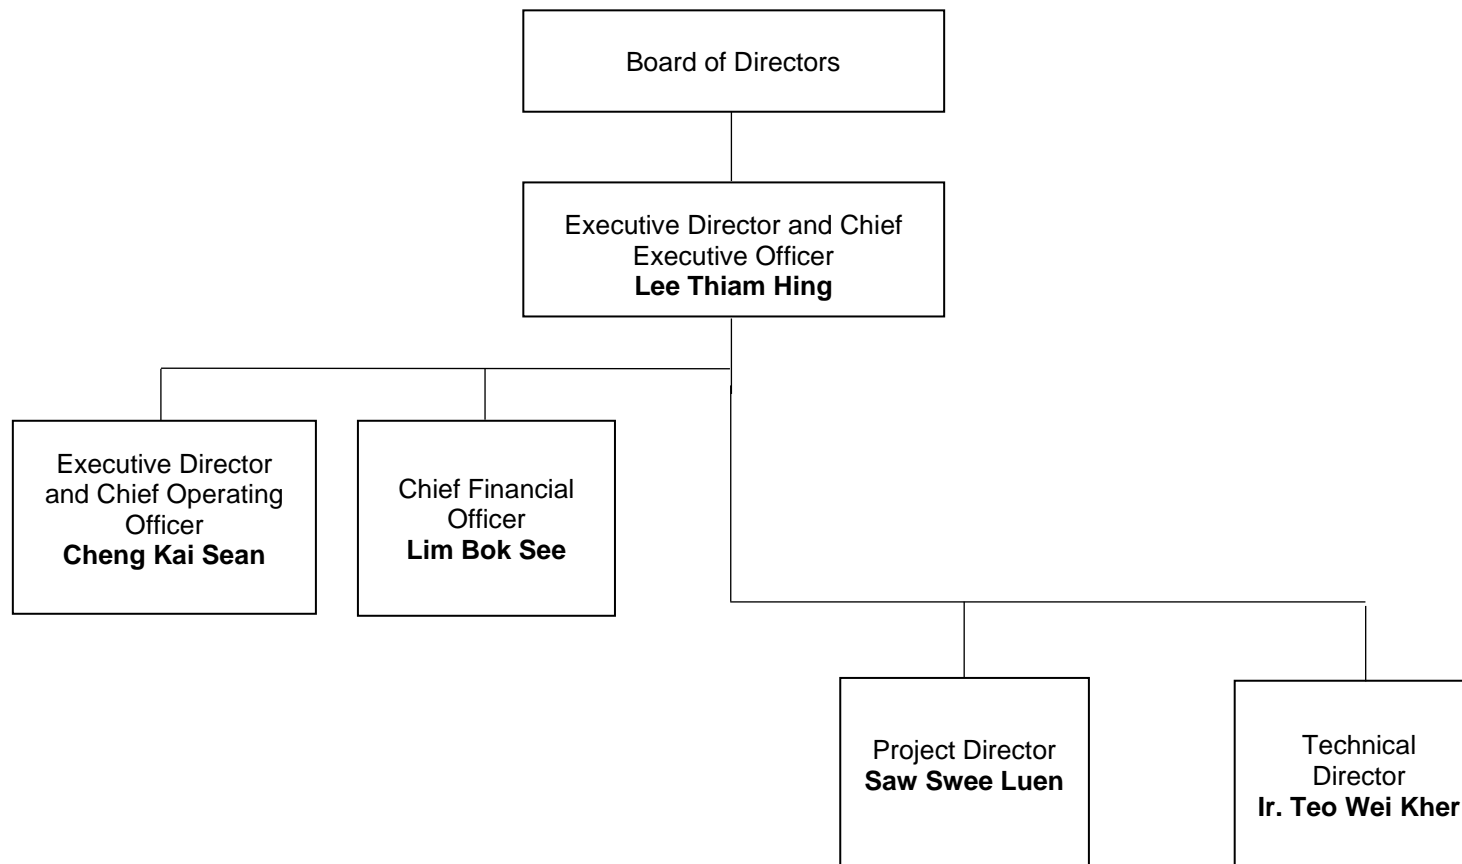 Board of Directors
Executive Director and Chief
Executive Officer
Lee Thiam Hing
Executive Director
and Chief Operating
Officer
Cheng Kai Sean
Chief Financial
Officer
Lim Bok See
Project Director
Saw Swee Luen
Technical
Director
Ir. Teo Wei Kher